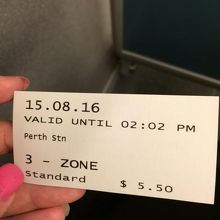 15.08.16
VALID UNTIL 02:02 PM
Perth Stn
3 - ZONE
Standard
$ 5.50